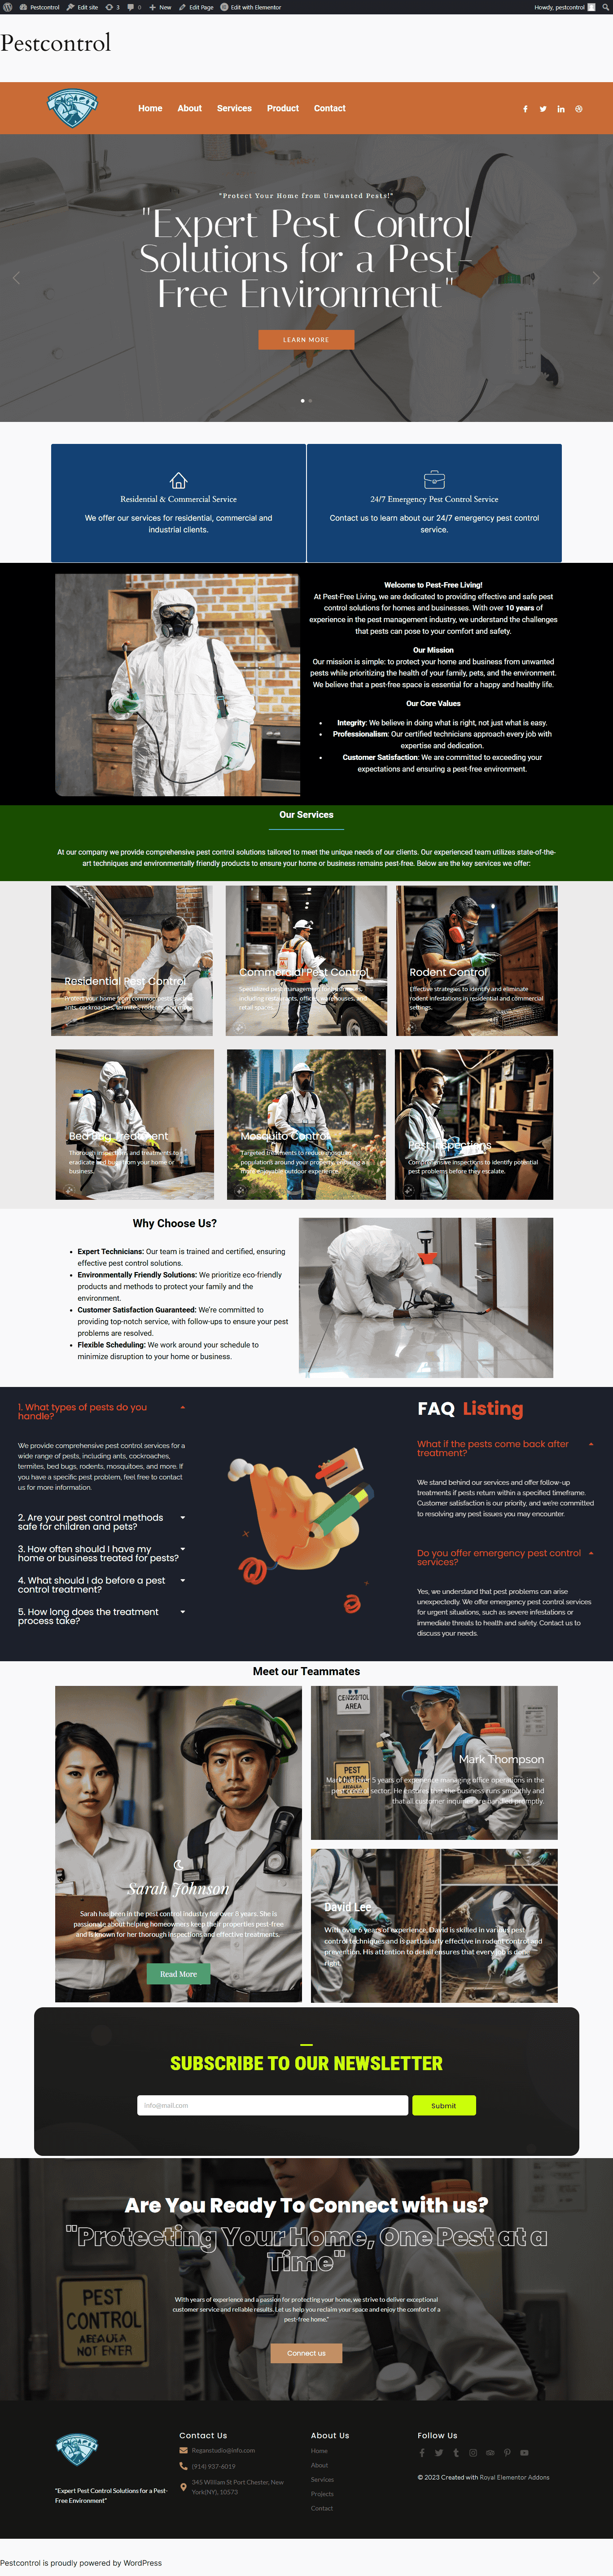 Pestcontrol
Edit site
3
0
New
Edit Page
Edit with Elementor
Howdy, pestcontrol
Pestcontrol
Home
About
Services
Product
Contact
"Protect Your Home from Unwanted Pests!"
"Expert Pest Control
Solutions for a Pest-
Free Environment"
LEARN MORE
Residential & Commercial Service
We offer our services for residential, commercial and
industrial clients.
24/7 Emergency Pest Control Service
Contact us to learn about our 24/7 emergency pest control
service.
Welcome to Pest-Free Living!
At Pest-Free Living, we are dedicated to providing effective and safe pest
control solutions for homes and businesses. With over 10 years of
experience in the pest management industry, we understand the challenges
that pests can pose to your comfort and safety.
Our Mission
Our mission is simple: to protect your home and business from unwanted
pests while prioritizing the health of your family, pets, and the environment.
We believe that a pest-free space is essential for a happy and healthy life.
Our Core Values
Integrity: We believe in doing what is right, not just what is easy.
Professionalism: Our certified technicians approach every job with
expertise and dedication.
Customer Satisfaction: We are committed to exceeding your
expectations and ensuring a pest-free environment.
Our Services
At our company we provide comprehensive pest control solutions tailored to meet the unique needs of our clients. Our experienced team utilizes state-of-the-
art techniques and environmentally friendly products to ensure your home or business remains pest-free. Below are the key services we offer:
Residential Pest Control
Protect your home from common pests such as
ants, cockroaches, termites, rodents
Commercial Pest Control
Specialized pest management for businesses,
including restaurants, offices, warehouses, and
retail spaces.
Rodent Control
Effective strategies to identify and eliminate
rodent infestations in residential and commercial
settings.
Bed Bug Treatment
Thorough inspections and treatments to
eradicate bed bugs from your home or
business.
Mosquito Control
Targeted treatments to reduce mosquito
populations around your property, ensuring a
more enjoyable outdoor experience.
Pest Inspections
Comprehensive inspections to identify potential
pest problems before they escalate.
Why Choose Us?
Expert Technicians: Our team is trained and certified, ensuring
effective pest control solutions.
Environmentally Friendly Solutions: We prioritize eco-friendly
products and methods to protect your family and the
environment.
Customer Satisfaction Guaranteed: We're committed to
providing top-notch service, with follow-ups to ensure your pest
problems are resolved.
Flexible Scheduling: We work around your schedule to
minimize disruption to your home or business.
1. What types of pests do you
handle?
We provide comprehensive pest control services for a
wide range of pests, including ants, cockroaches,
termites, bed bugs, rodents, mosquitoes, and more. If
you have a specific pest problem, feel free to contact
us for more information.
2. Are your pest control methods
safe for children and pets?
3. How often should I have my
home or business treated for pests?
4. What should I do before a pest
control treatment?
5. How long does the treatment
process take?
FAQ Listing
What if the pests come back after
treatment?
We stand behind our services and offer follow-up
treatments if pests return within a specified timeframe.
Customer satisfaction is our priority, and we're committed
to resolving any pest issues you may encounter.
Do you offer emergency pest control
services?
Yes, we understand that pest problems can arise
unexpectedly. We offer emergency pest control services
for urgent situations, such as severe infestations or
immediate threats to health and safety. Contact us to
discuss your needs.
Meet our Teammates
Sarah Johnson
Sarah has been in the pest control industry for over 8 years. She is
passionate about helping homeowners keep their properties pest-free
and is known for her thorough inspections and effective treatments.
Read More
AREA
PEST
CONTROL
Mark Thompson
Mark has over 5 years of experience managing office operations in the
pest control sector. He ensures that the business runs smoothly and
that all customer inquiries are handled promptly.
David Lee
With over 6 years of experience, David is skilled in various pest
control techniques and is particularly effective in rodent control and
prevention. His attention to detail ensures that every job is done
right.
SUBSCRIBE TO OUR NEWSLETTER
info@mail.com
Submit
Are You Ready To Connect with us?
"Protecting Your Home, One Pest at a
Time"
With years of experience and a passion for protecting your home, we strive to deliver exceptional
customer service and reliable results. Let us help you reclaim your space and enjoy the comfort of a
pest-free home."
Connect us
PEST
CONTROL
NOT ENTER
"Expert Pest Control Solutions for a Pest-
Free Environment"
Contact Us
Reganstudio@info.com
(914) 937-6019
345 William St Port Chester, New
York(NY), 10573
About Us
Home
About
Services
Projects
Contact
Follow Us
© 2023 Created with Royal Elementor Addons
Pestcontrol is proudly powered by WordPress